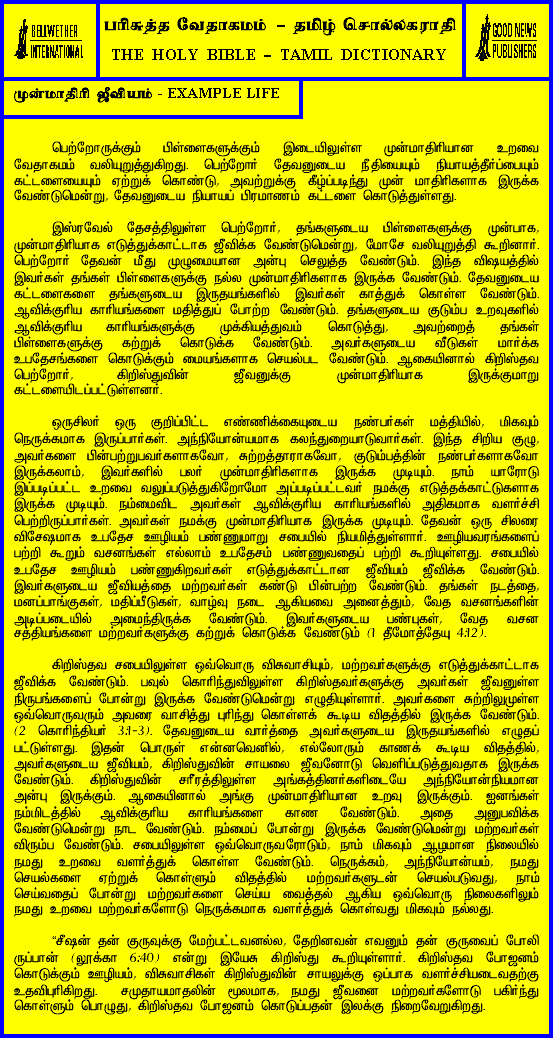 BELLWETHER
INTERNATIONAL
பரிசுத்த வேதாகமம் – தமிழ் சொல்லகராதி
THE HOLY BIBLE – TAMIL DICTIONARY
GOOD NEWS
PUBLISHERS
முன்மாதிரி ஜீவியம் - EXAMPLE LIFE
பெற்றோருக்கும் பிள்ளைகளுக்கும் இடையிலுள்ள முன்மாதிரியான உறவை
வேதாகமம் வலியுறுத்துகிறது. பெற்றோர் தேவனுடைய நீதியையும் நியாயத்தீர்ப்பையும்
கட்டளையையும் ஏற்றுக் கொண்டு, அவற்றுக்கு கீழ்ப்படிந்து முன் மாதிரிகளாக இருக்க
வேண்டுமென்று, தேவனுடைய நியாயப் பிரமாணம் கட்டளை கொடுத்துள்ளது.
இஸ்ரவேல் தேசத்திலுள்ள பெற்றோர், தங்களுடைய பிள்ளைகளுக்கு முன்பாக,
முன்மாதிரியாக எடுத்துக்காட்டாக ஜீவிக்க வேண்டுமென்று, மோசே வலியுறுத்தி கூறினார்.
பெற்றோர் தேவன் மீது முழுமையான அன்பு செலுத்த வேண்டும். இந்த விஷயத்தில்
இவர்கள் தங்கள் பிள்ளைகளுக்கு நல்ல முன்மாதிரிகளாக இருக்க வேண்டும். தேவனுடைய
கட்டளைகளை தங்களுடைய இருதயங்களில் இவர்கள் காத்துக் கொள்ள வேண்டும்.
ஆவிக்குரிய காரியங்களை மதித்துப் போற்ற வேண்டும். தங்களுடைய குடும்ப உறவுகளில்
ஆவிக்குரிய காரியங்களுக்கு முக்கியத்துவம் கொடுத்து, அவற்றைத் தங்கள்
பிள்ளைகளுக்கு கற்றுக் கொடுக்க வேண்டும். அவர்களுடைய வீடுகள் மார்க்க
உபதேசங்களை கொடுக்கும் மையங்களாக செயல்பட வேண்டும். ஆகையினால் கிறிஸ்தவ
பெற்றோர், கிறிஸ்துவின் ஜீவனுக்கு முன்மாதிரியாக இருக்குமாறு
கட்டளையிடப்பட்டுள்ளனர்.
ஒருசிலர் ஒரு குறிப்பிட்ட எண்ணிக்கையுடைய நண்பர்கள் மத்தியில், மிகவும்
நெருக்கமாக இருப்பார்கள். அந்நியோன்யமாக கலந்துறையாடுவார்கள். இந்த சிறிய குழு,
அவர்களை பின்பற்றுபவர்களாகவோ, சுற்றத்தாராகவோ, குடும்பத்தின் நண்பர்களாகவோ
இருக்கலாம், இவர்களில் பலர் முன்மாதிரிகளாக இருக்க முடியும். நாம் யாரோடு
இப்படிப்பட்ட உறவை வலுப்படுத்துகிறோமோ அப்படிப்பட்டவர் நமக்கு எடுத்தக்காட்டுகளாக
இருக்க முடியும். நம்மைவிட அவர்கள் ஆவிக்குரிய காரியங்களில் அதிகமாக வளர்ச்சி
பெற்றிருப்பார்கள். அவர்கள் நமக்கு முன்மாதிரியாக இருக்க முடியும். தேவன் ஒரு சிலரை
விசேஷமாக உபதேச ஊழியம் பண்ணுமாறு சபையில் நியமித்துள்ளார். ஊழியவரங்களைப்
பற்றி கூறும் வசனங்கள் எல்லாம் உபதேசம் பண்ணுவதைப் பற்றி கூறியுள்ளது. சபையில்
உபதேச ஊழியம் பண்ணுகிறவர்கள் எடுத்துக்காட்டான ஜீவியம் ஜீவிக்க வேண்டும்.
இவர்களுடைய ஜீவியத்தை மற்றவர்கள் கண்டு பின்பற்ற வேண்டும். தங்கள் நடத்தை,
மனப்பாங்குகள், மதிப்பீடுகள், வாழ்வு நடை ஆகியவை அனைத்தும், வேத வசனங்களின்
அடிப்படையில் அமைந்திருக்க வேண்டும். இவர்களுடைய பண்புகள், வேத வசன
சத்தியங்களை மற்றவர்களுக்கு கற்றுக் கொடுக்க வேண்டும் (1 தீமோத்தேயு 4:12).
கிறிஸ்தவ சபையிலுள்ள ஒவ்வொரு விசுவாசியும், மற்றவர்களுக்கு எடுத்துக்காட்டாக
ஜீவிக்க வேண்டும். பவுல் கொரிந்துவிலுள்ள கிறிஸ்தவர்களுக்கு அவர்கள் ஜீவனுள்ள
நிருபங்களைப் போன்று இருக்க வேண்டுமென்று எழுதியுள்ளார். அவர்களை சுற்றிலுமுள்ள
ஒவ்வொருவரும் அவரை வாசித்து புரிந்து கொள்ளக் கூடிய விதத்தில் இருக்க வேண்டும்.
(2 கொரிந்தியர் 3:1-3). தேவனுடைய வார்த்தை அவர்களுடைய இருதயங்களில் எழுதப்
பட்டுள்ளது. இதன் பொருள் என்னவெனில், எல்லோரும் காணக் கூடிய விதத்தில்,
அவர்களுடைய ஜீவியம், கிறிஸ்துவின் சாயலை ஜீவனோடு வெளிப்படுத்துவதாக இருக்க
வேண்டும். கிறிஸ்துவின் சரீரத்திலுள்ள அங்கத்தினர்களிடையே அந்நியோன்நியமான
அன்பு இருக்கும். ஆகையினால் அங்கு முன்மாதிரியான உறவு இருக்கும். ஜனங்கள்
நம்மிடத்தில் ஆவிக்குரிய காரியங்களை காண வேண்டும். அதை அனுபவிக்க
வேண்டுமென்று நாட வேண்டும். நம்மைப் போன்று இருக்க வேண்டுமென்று மற்றவர்கள்
விரும்ப வேண்டும். சபையிலுள்ள ஒவ்வொருவரோடும், நாம் மிகவும் ஆழமான நிலையில்
நமது உறவை வளர்த்துக் கொள்ள வேண்டும். நெருக்கம், அந்நியோன்யம், நமது
செயல்களை ஏற்றுக் கொள்ளும் விதத்தில் மற்றவர்களுடன் செயல்படுவது, நாம்
செய்வதைப் போன்று மற்றவர்களை செய்ய வைத்தல் ஆகிய ஒவ்வொரு நிலைகளிலும்
நமது உறவை மற்றவர்களோடு நெருக்கமாக வளர்த்துக் கொள்வது மிகவும் நல்லது.
"சீஷன் தன் குருவுக்கு மேற்பட்டவனல்ல, தேறினவன் எவனும் தன் குருவைப் போலி
ருப்பான் (லூக்கா 6:40) என்று இயேசு கிறிஸ்து கூறியுள்ளார். கிறிஸ்தவ போஜனம்
கொடுக்கும் ஊழியம், விசுவாசிகள் கிறிஸ்துவின் சாயலுக்கு ஒப்பாக வளர்ச்சியடைவதற்கு
உதவிபுரிகிறது. சமுதாயமாதலின் மூலமாக, நமது ஜீவனை மற்றவர்களோடு பகிர்ந்து
கொள்ளும் பொழுது, கிறிஸ்தவ போஜனம் கொடுப்பதன் இலக்கு நிறைவேறுகிறது.